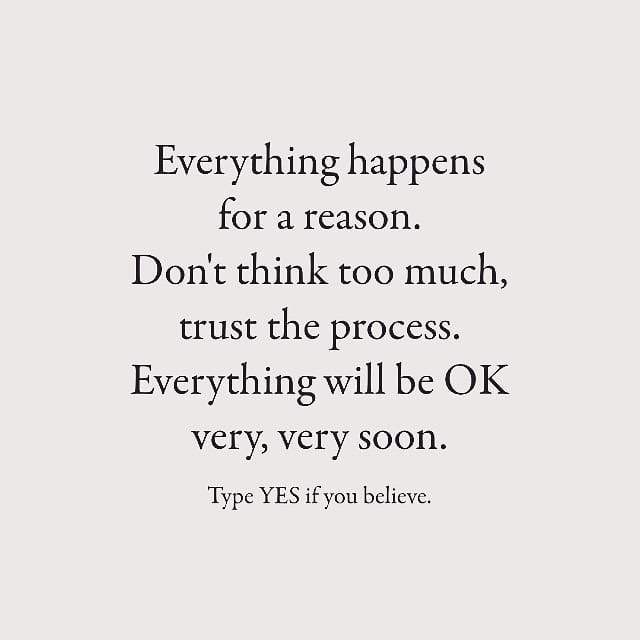 Everything happens
for a reason.
Don't think too much,
trust the process.
Everything will be OK
very, very soon.
Type YES if you believe.